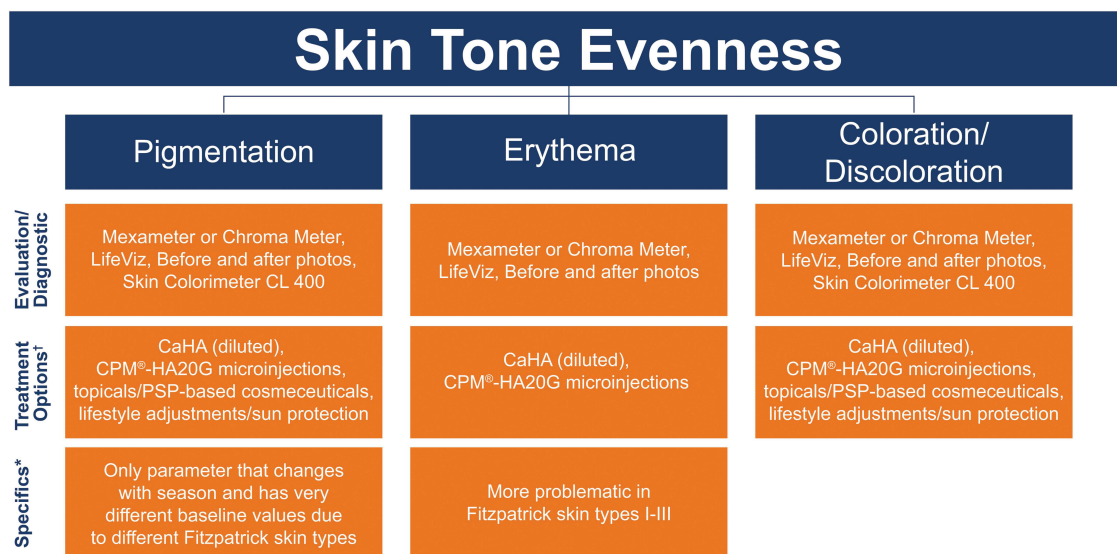 Skin Tone Evenness
Pigmentation
Erythema
Coloration/
Discoloration
Evaluation/
Diagnostic
Mexameter or Chroma Meter,
LifeViz, Before and after photos,
Skin Colorimeter CL 400
Mexameter or Chroma Meter,
LifeViz, Before and after photos
Mexameter or Chroma Meter,
LifeViz, Before and after photos,
Skin Colorimeter CL 400
Treatment
Options†
CaHA (diluted),
CPM®-HA20G microinjections,
topicals/PSP-based cosmeceuticals,
lifestyle adjustments/sun protection
CaHA (diluted),
CPM®-HA20G microinjections
CaHA (diluted),
CPM®-HA20G microinjections,
topicals/PSP-based cosmeceuticals,
lifestyle adjustments/sun protection
Specifics*
Only parameter that changes
with season and has very
different baseline values due
to different Fitzpatrick skin types
More problematic in
Fitzpatrick skin types I-III